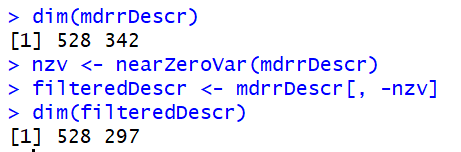 > dim(mdrrDescr)
[1] 528 342
> nzv <- nearZeroVar(mdrrDescr)
> filteredDescr <- mdrrDescr[, -nzv]
> dim(filteredDescr)
[1] 528 297